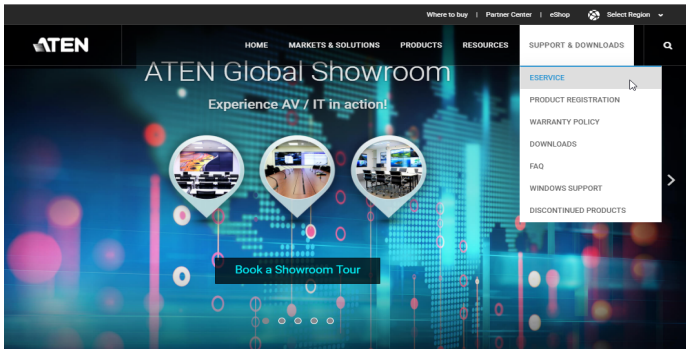 Where to buy | Partner Center | eShop Select Region
ATEN HOME MARKETS & SOLUTIONS PRODUCTS RESOURCES SUPPORT & DOWNLOADS
ATEN Global Showroom
Experience AV / IT in action!
Book a Showroom Tour
ESERVICE
PRODUCT REGISTRATION
WARRANTY POLICY
DOWNLOADS
FAQ
WINDOWS SUPPORT
DISCONTINUED PRODUCTS